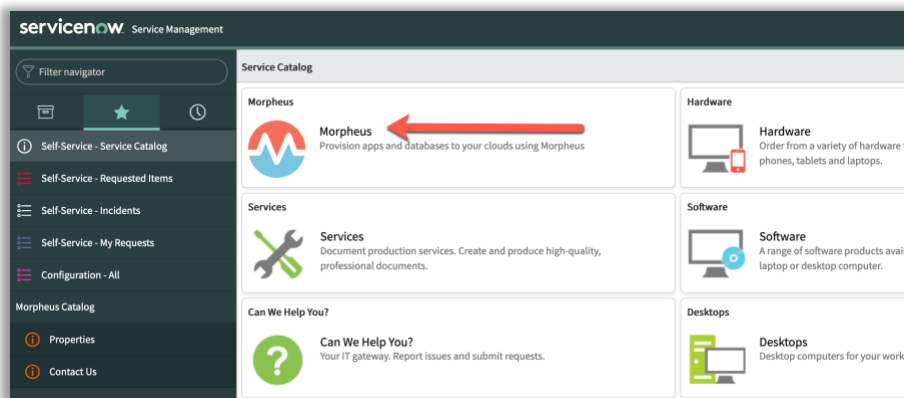 servicenow Service Management
Filter navigator
Self-Service - Service Catalog
Self-Service - Requested Items
Self-Service - Incidents
Self-Service - My Requests
Configuration - All
Morpheus Catalog
Properties
Contact Us
Service Catalog
Morpheus
Morpheus
Provision apps and databases to your clouds using Morpheus
Hardware
Hardware
Order from a variety of hardware
phones, tablets and laptops.
Services
Services
Document production services. Create and produce high-quality,
professional documents.
Software
Software
A range of software products
laptop or desktop computer.
Can We Help You?
Can We Help You?
Your IT gateway. Report issues and submit requests.
?
Desktops
Desktops
Desktop computers for your work